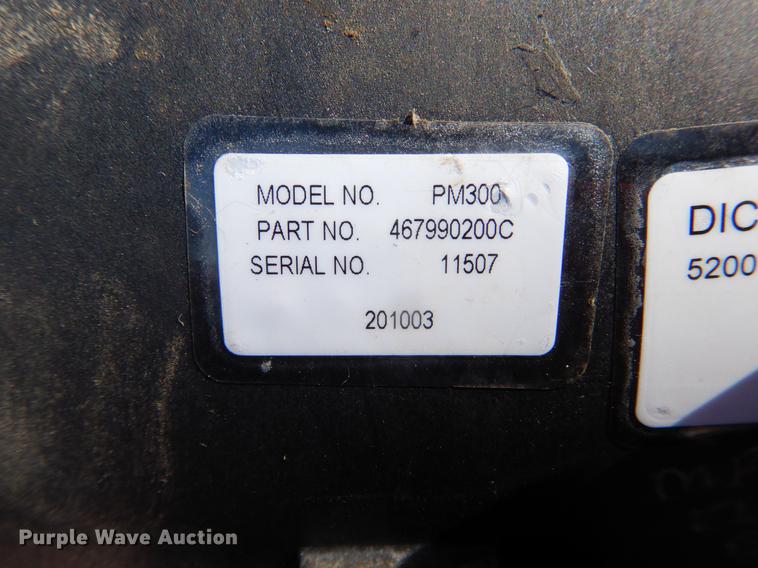 MODEL NO. PM300
PART NO. 467990200C
SERIAL NO. 11507
201003
DIC
5200
Purple Wave Auction